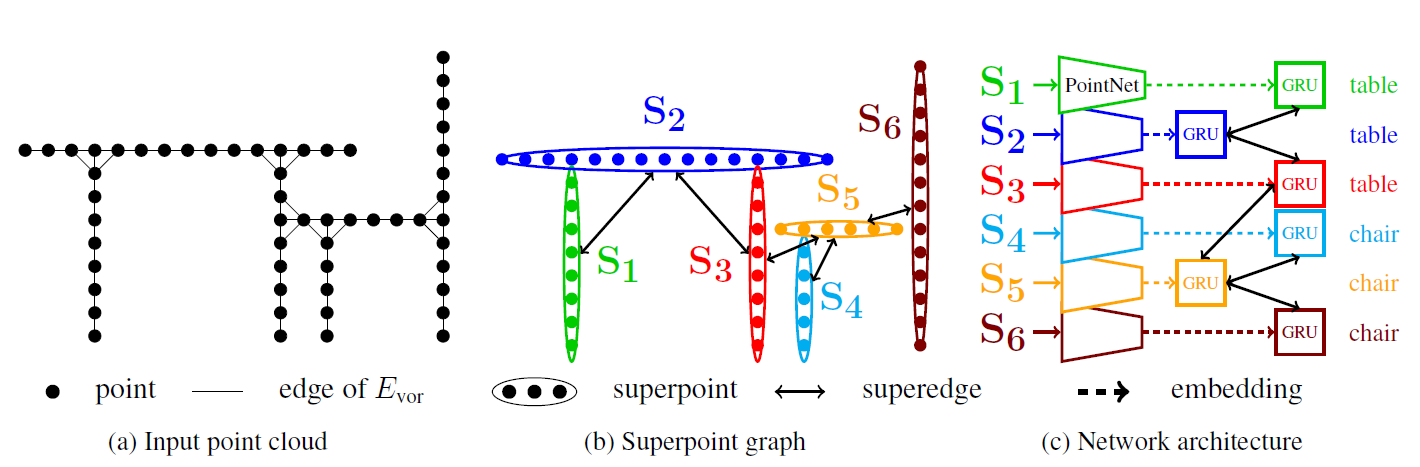 S2
S6
S5
S1
S3
S4
S1 PointNet GRU table
S2 GRU table
S3 GRU table
S4 GRU chair
S5 GRU chair
S6 GRU chair
point edge of Evor superpoint superedge embedding
(a) Input point cloud (b) Superpoint graph (c) Network architecture